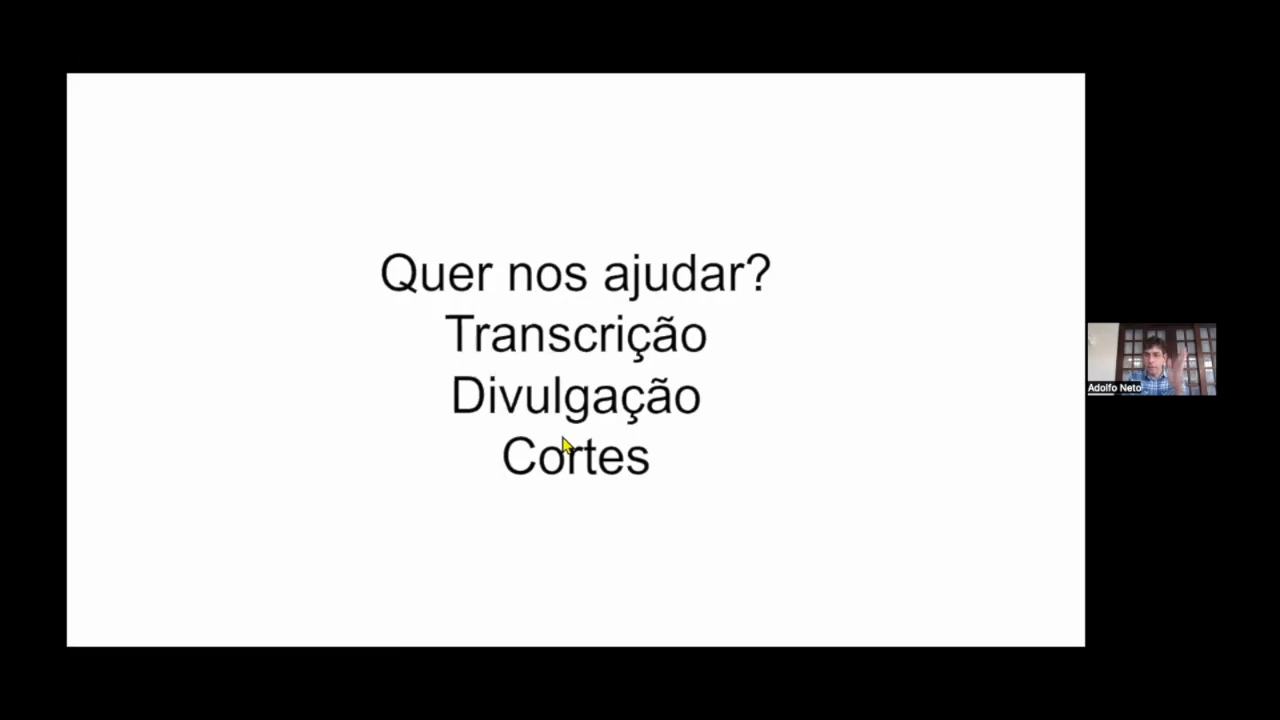 Quer nos ajudar?
Transcrição
Divulgação
Cortes
Adolfo Neto